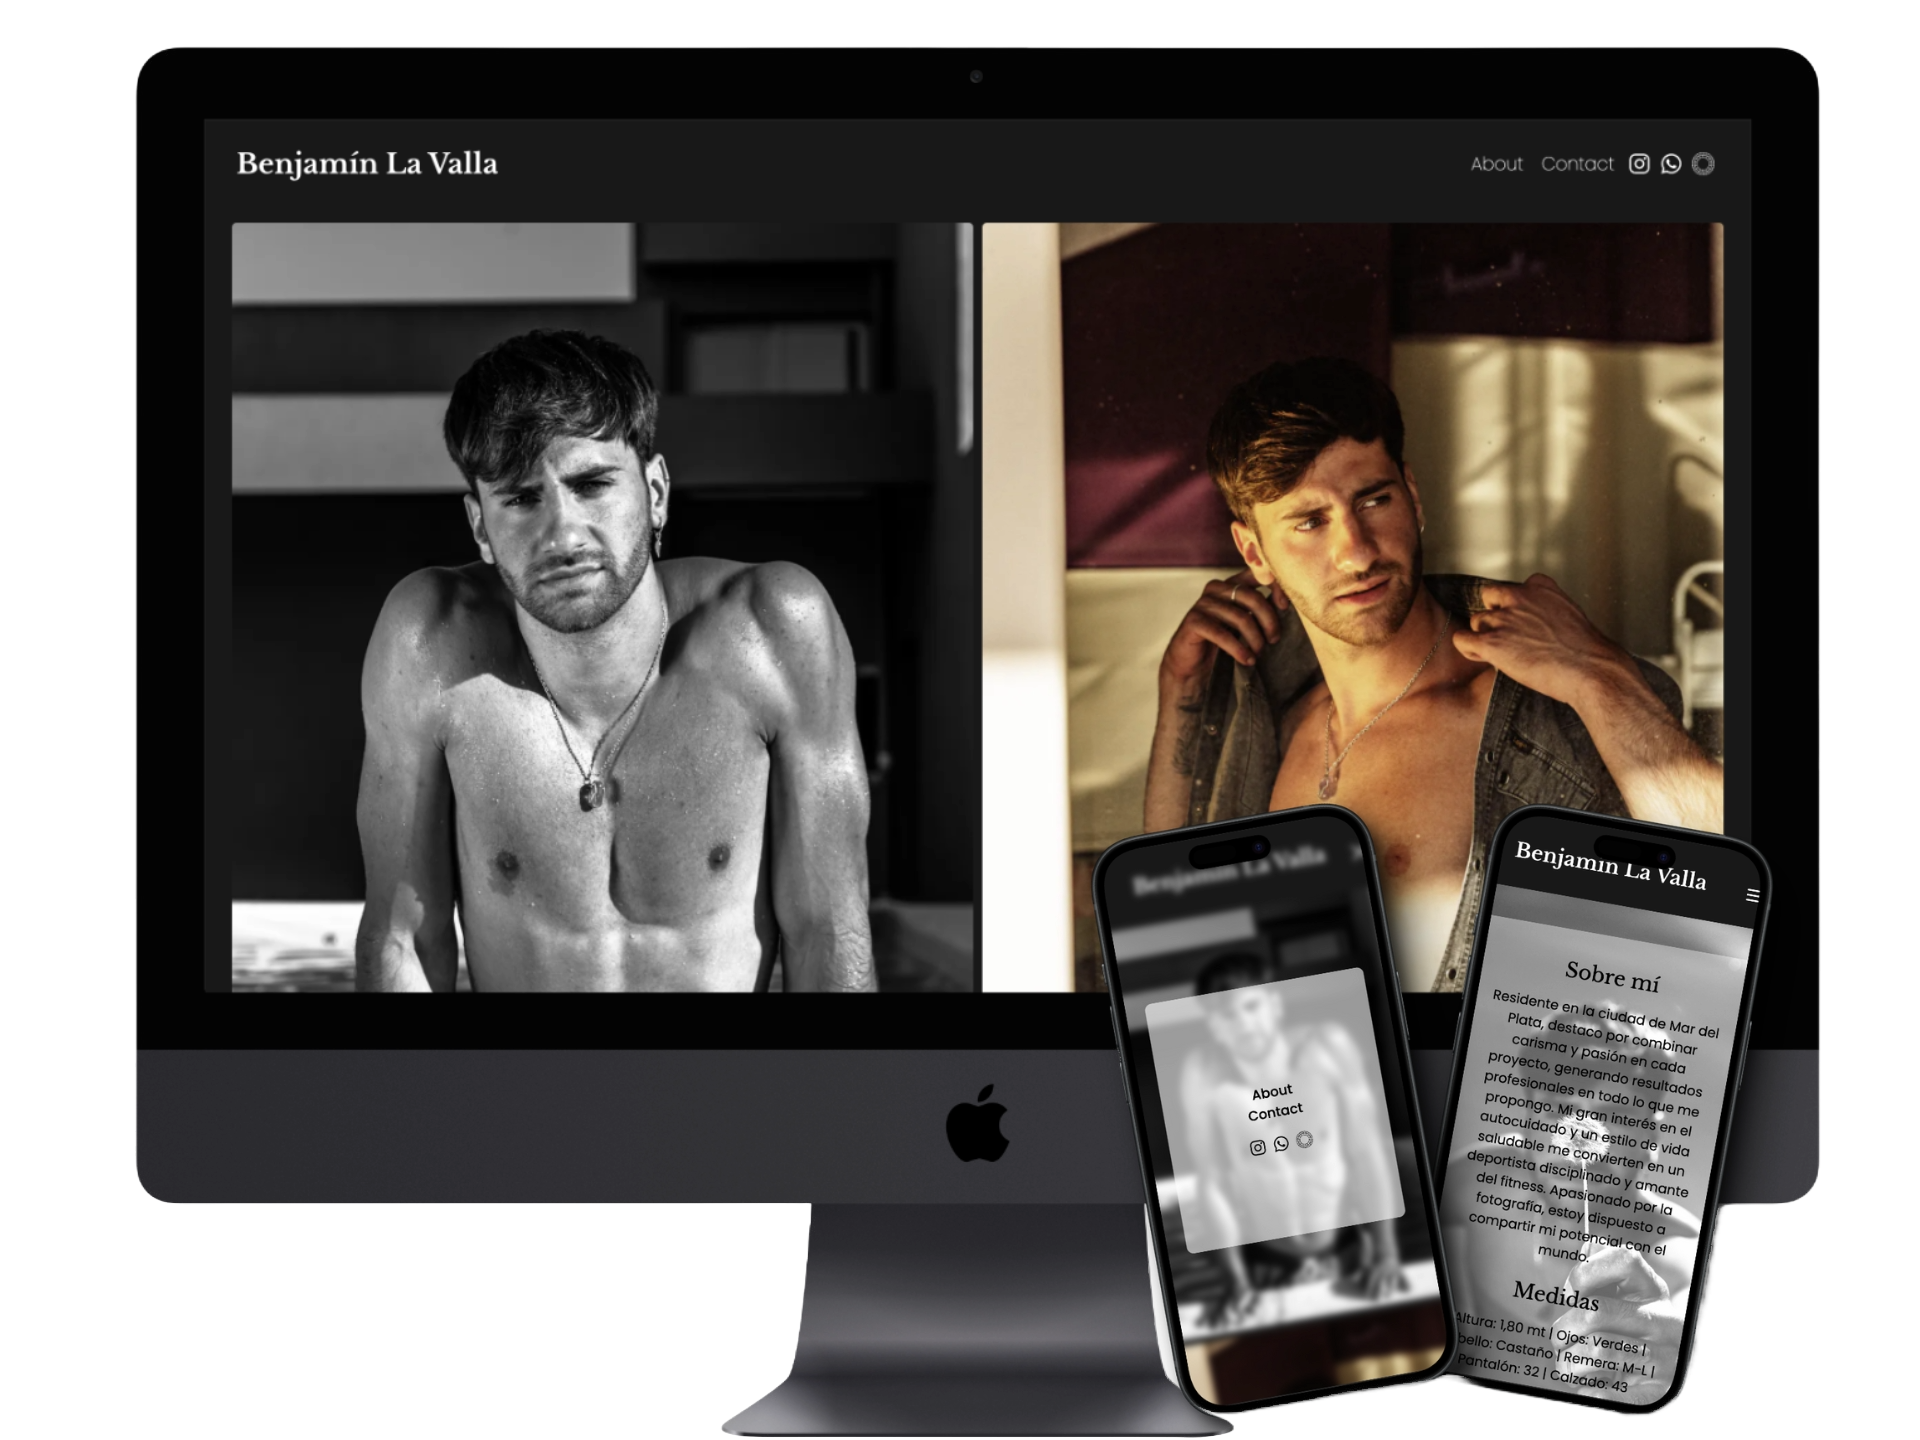 Benjamín La Valla
About Contact
Benjamín La Valla
About
Contact
Benjamín La Valla
Sobre mí
Residente en la ciudad de Mar del
Plata, destaco por combinar
carisma y pasión en cada
proyecto, generando resultados
profesionales en todo lo que me
propongo. Mi gran interés en el
autocuidado y un estilo de vida
saludable me convierten en un
deportista disciplinado y amante
del fitness. Apasionado por la
fotografía, estoy dispuesto a
compartir mi potencial con el
mundo.
Medidas
Altura: 1,80 mt | Ojos: Verdes |
bello: Castaño | Remera: M-L |
Pantalón: 32 | Calzado: 43